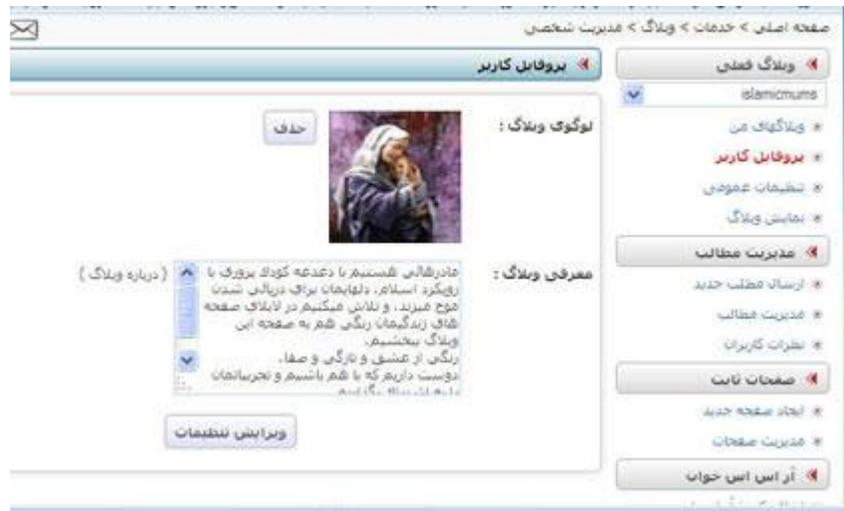 صفحه اصلی > خدمات > وبلاگ > مدیریت شخصی
وبلاگ فعلی
islamicmums
وبلاگهای من
پروفایل کاربر
تنظیمات عمومی
نمایش وبلاگ
مدیریت مطالب
ارسال مطلب جدید
مدیریت مطالب
نظرات کاربران
صفحات ثابت
ایجاد صفحه جدید
مدیریت صفحات
آر اس اس خوان
پروفایل کاربر
لوگوی وبلاگ :
حذف
معرفی وبلاگ :
مادرهائی هستیم با دغدغه کودک پروری با
رویکرد اسلام. دلهایمان برای دریائی شدن
موج میزند، و تلاش میکنیم در لابلای صفحه
های زندگیمان رنگی هم به صفحه این
وبلاگ ببخشیم.
رنگی از عشق و تازگی و صفا.
دوست داریم که با هم باشیم و تجربیاتمان
( درباره وبلاگ )
ویرایش تنظیمات